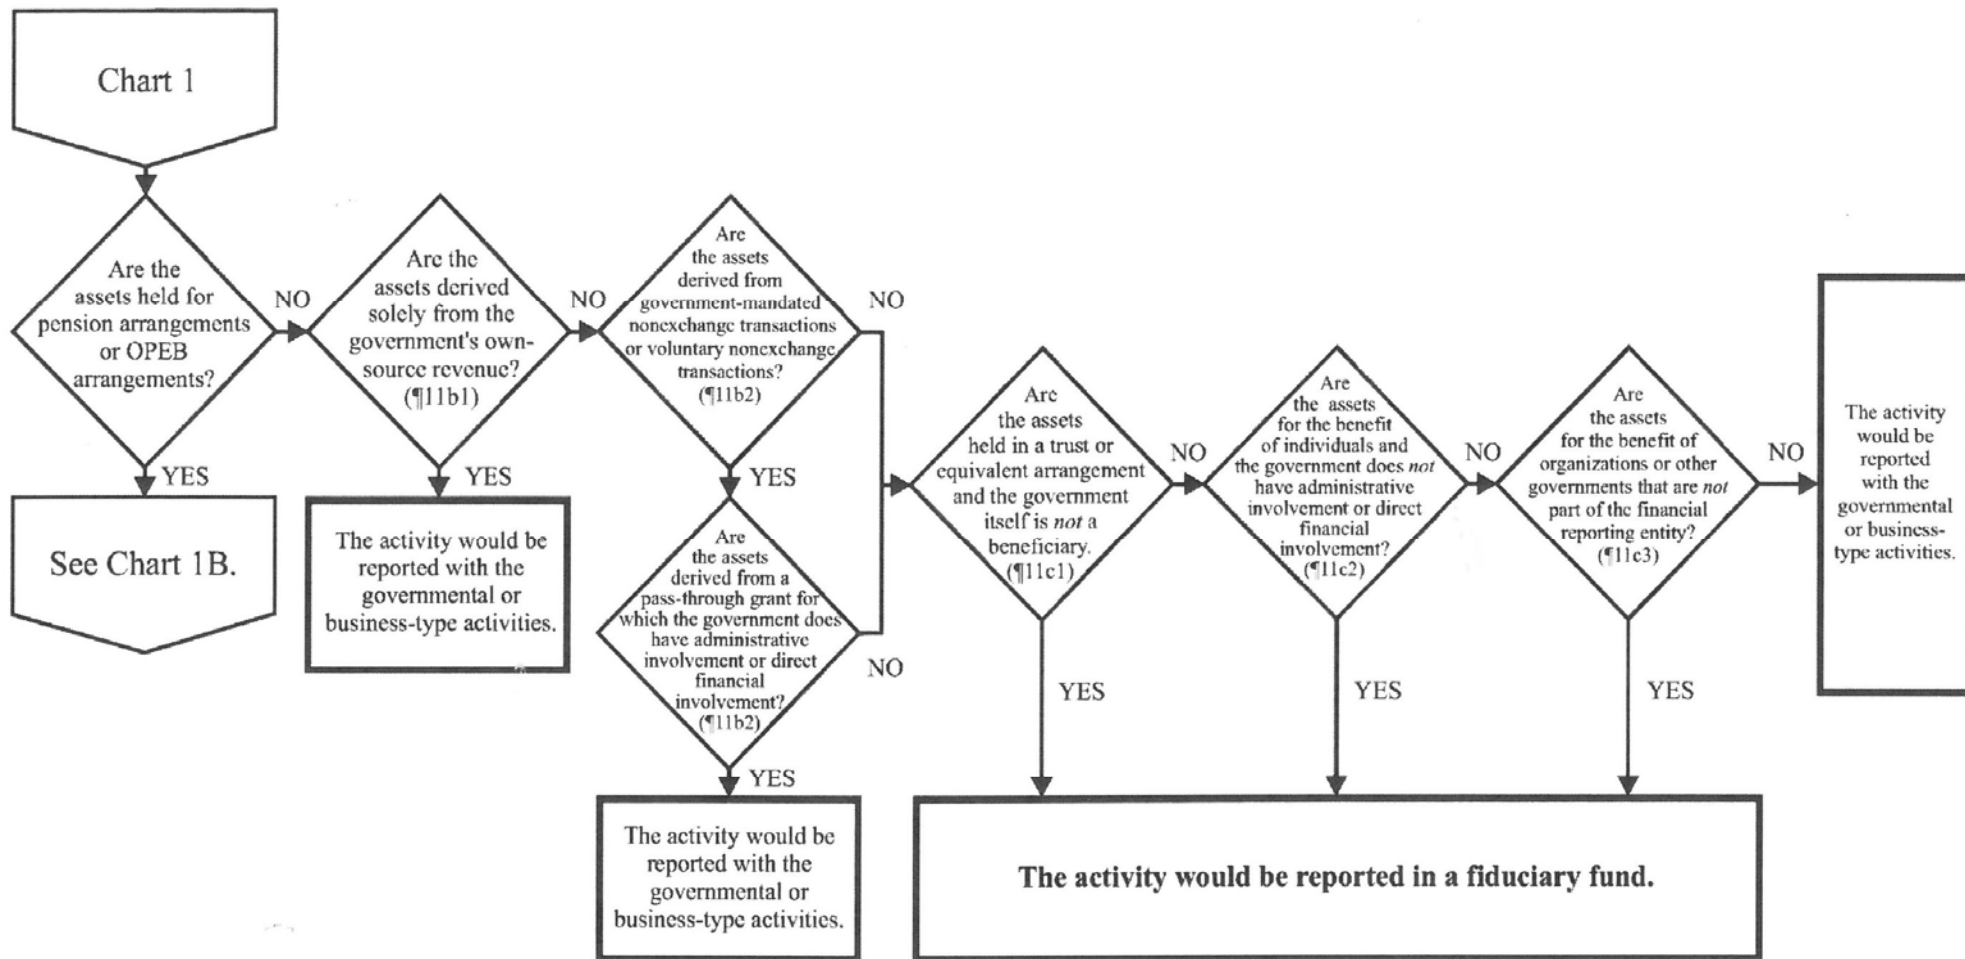 Chart 1
Are the
assets held for
pension arrangements
or OPEB
arrangements?
NO
YES
See Chart 1B.
Are the
assets derived
solely from the
government's own-
source revenue?
(¶11b1)
NO
YES
The activity would be
reported with the
governmental or
business-type activities.
Are
the assets
derived from
government-mandated
nonexchange transactions
or voluntary nonexchange
transactions?
(¶11b2)
NO
YES
Are
the assets
derived from a
pass-through grant for
which the government does
have administrative
involvement or direct
financial
involvement?
(¶11b2)
NO
YES
The activity would be
reported with the
governmental or
business-type activities.
Are
the assets
held in a trust or
equivalent arrangement
and the government
itself is not a
beneficiary.
(¶11c1)
NO
YES
Are
the assets
for the benefit
of individuals and
the government does not
have administrative
involvement or direct
financial
involvement?
(¶11c2)
NO
YES
Are
the assets
for the benefit of
organizations or other
governments that are not
part of the financial
reporting entity?
(¶11c3)
NO
YES
The activity
would be
reported
with the
governmental
or business-
type activities.
The activity would be reported in a fiduciary fund.